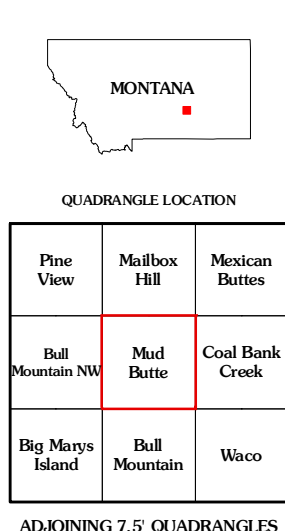 MONTANA
QUADRANGLE LOCATION
Pine
View
Mailbox
Hill
Mexican
Buttes
Bull
Mountain NW
Mud
Butte
Coal Bank
Creek
Big Marys
Island
Bull
Mountain
Waco
ADJOINING 7.5' QUADRANGLES